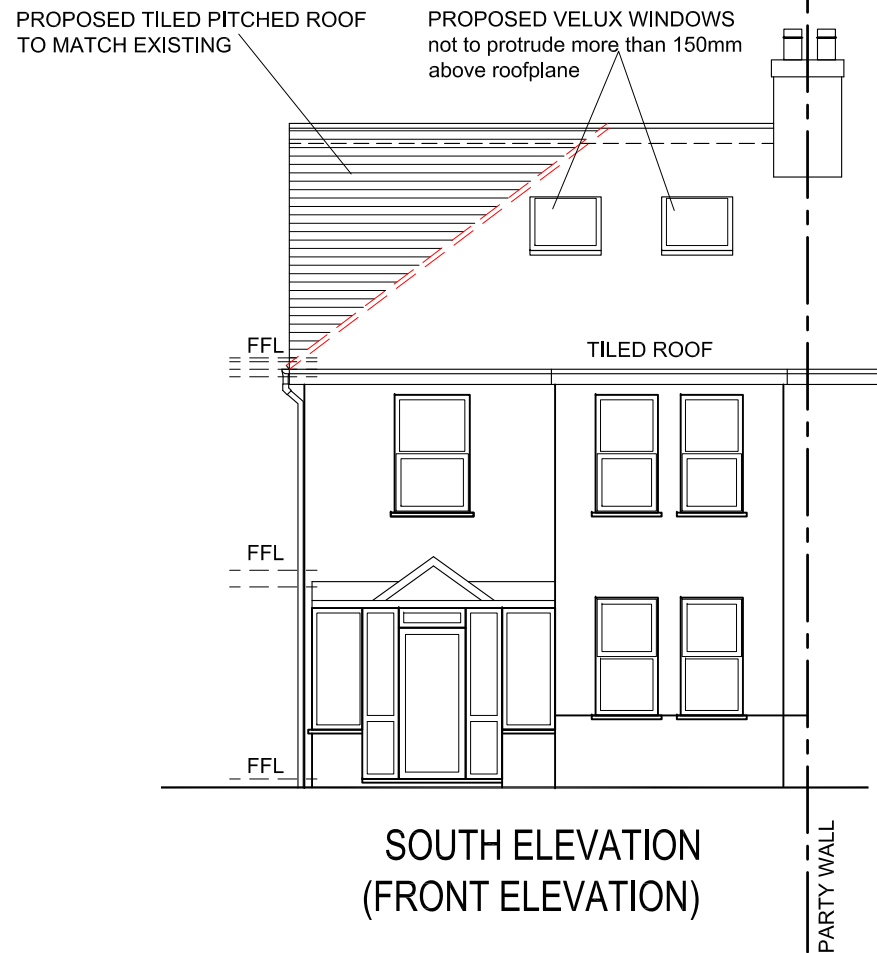 PROPOSED TILED PITCHED ROOF
TO MATCH EXISTING
PROPOSED VELUX WINDOWS
not to protrude more than 150mm
above roofplane
FFL
TILED ROOF
FFL
FFL
SOUTH ELEVATION
(FRONT ELEVATION)
PARTY WALL